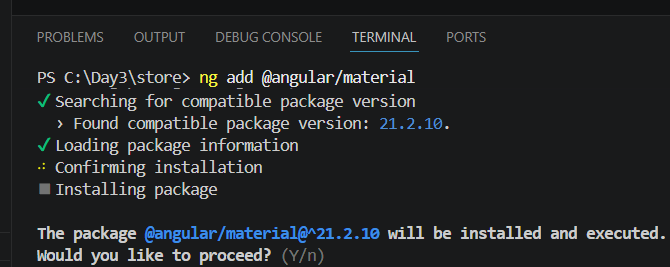 PROBLEMS OUTPUT DEBUG CONSOLE TERMINAL PORTS
PS C:\Day3\store> ng add @angular/material
✓ Searching for compatible package version
› Found compatible package version: 21.2.10.
✓ Loading package information
Confirming installation
Installing package
The package @angular/material@^21.2.10 will be installed and executed.
Would you like to proceed? (Y/n)